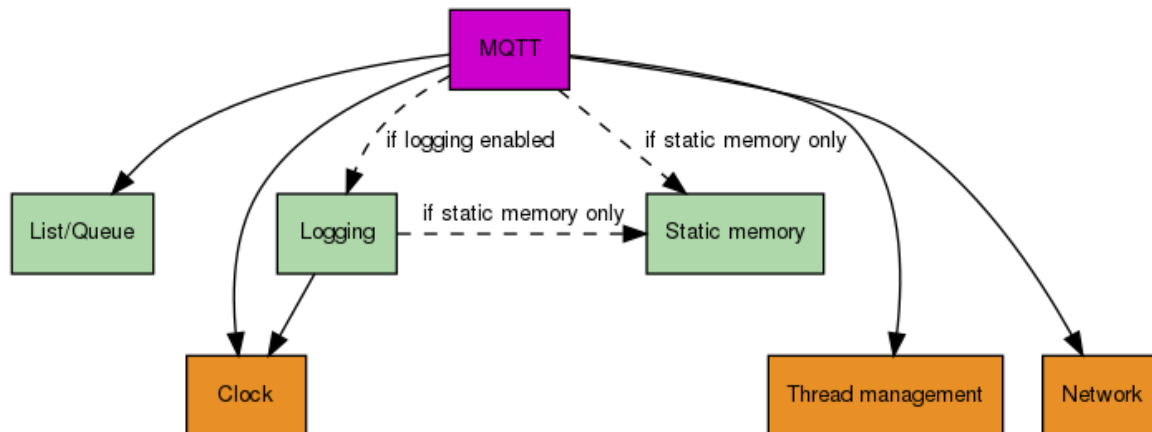 MQTT
if logging enabled
if static memory only
List/Queue
Logging
if static memory only
Static memory
Clock
Thread management
Network